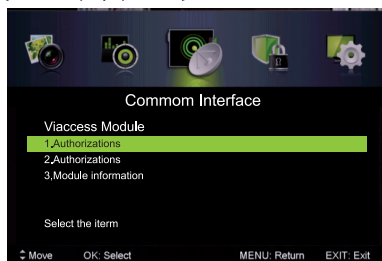 Commom Interface
Viaccess Module
1,Authorizations
2,Authorizations
3,Module information
Select the iterm
Move OK: Select MENU: Return EXIT: Exit